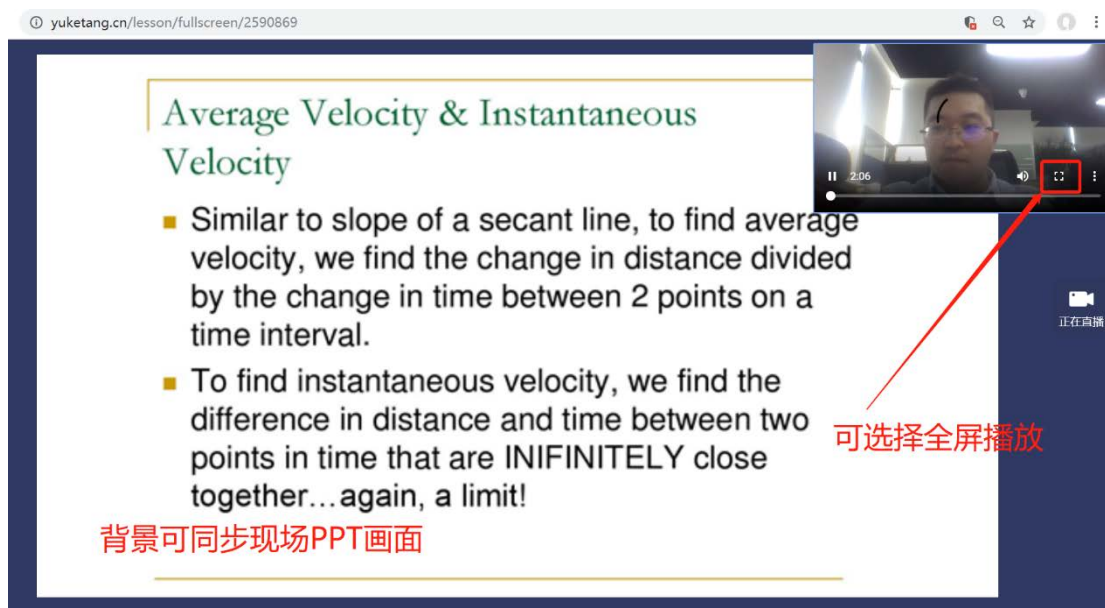 yuketang.cn/lesson/fullscreen/2590869
Average Velocity & Instantaneous
Velocity
Similar to slope of a secant line, to find average
velocity, we find the change in distance divided
by the change in time between 2 points on a
time interval.
To find instantaneous velocity, we find the
difference in distance and time between two
points in time that are INIFINITELY close
together…again, a limit!
2:06
正在直播
可选择全屏播放
背景可同步现场PPT画面